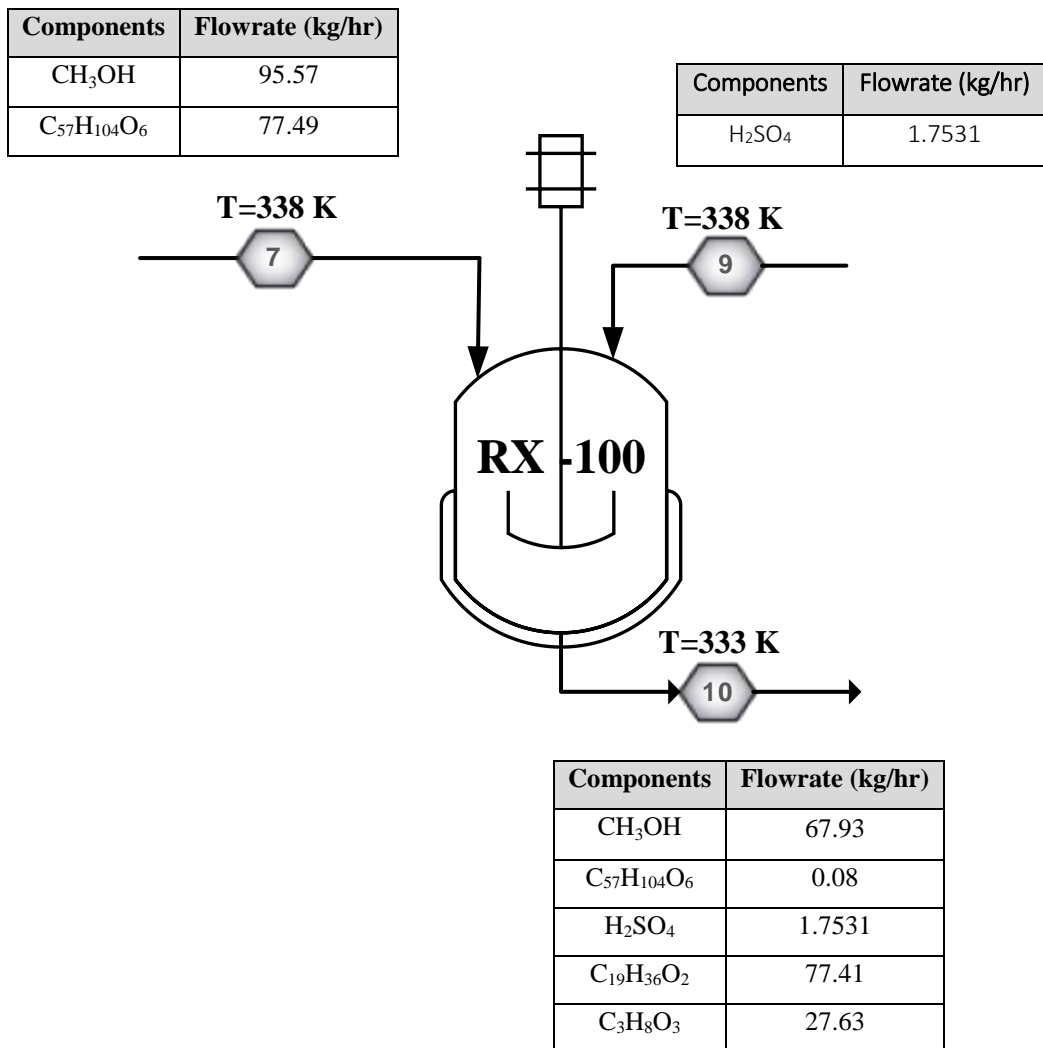 Components Flowrate (kg/hr)
CH₃OH 95.57
C₅₇H₁₀₄O₆ 77.49
Components Flowrate (kg/hr)
H₂SO₄ 1.7531
T=338 K
7
T=338 K
9
RX -100
T=333 K
10
Components Flowrate (kg/hr)
CH₃OH 67.93
C₅₇H₁₀₄O₆ 0.08
H₂SO₄ 1.7531
C₁₉H₃₆O₂ 77.41
C₃H₈O₃ 27.63